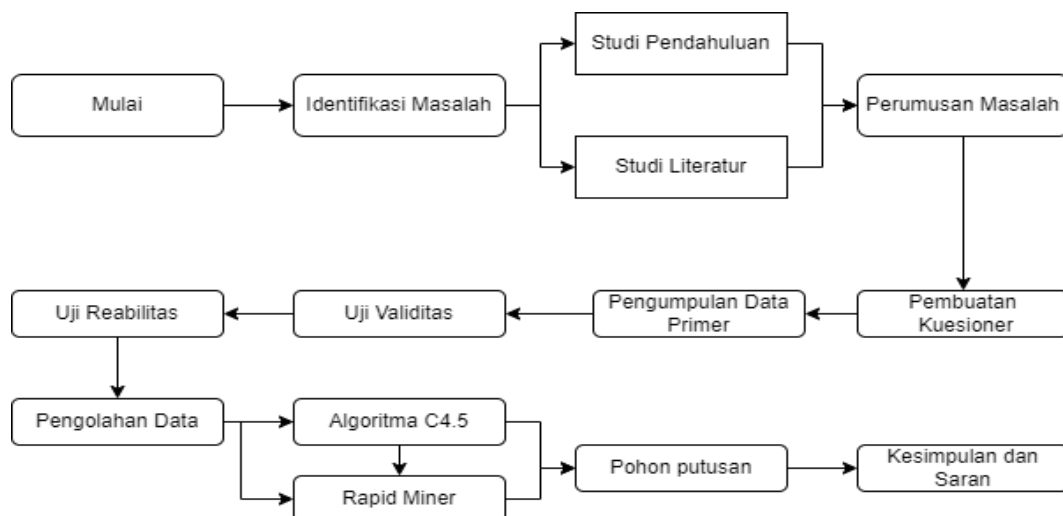 Mulai
Identifikasi Masalah
Studi Pendahuluan
Studi Literatur
Perumusan Masalah
Pembuatan
Kuesioner
Pengumpulan Data
Primer
Uji Validitas
Uji Reabilitas
Pengolahan Data
Algoritma C4.5
Rapid Miner
Pohon putusan
Kesimpulan dan
Saran